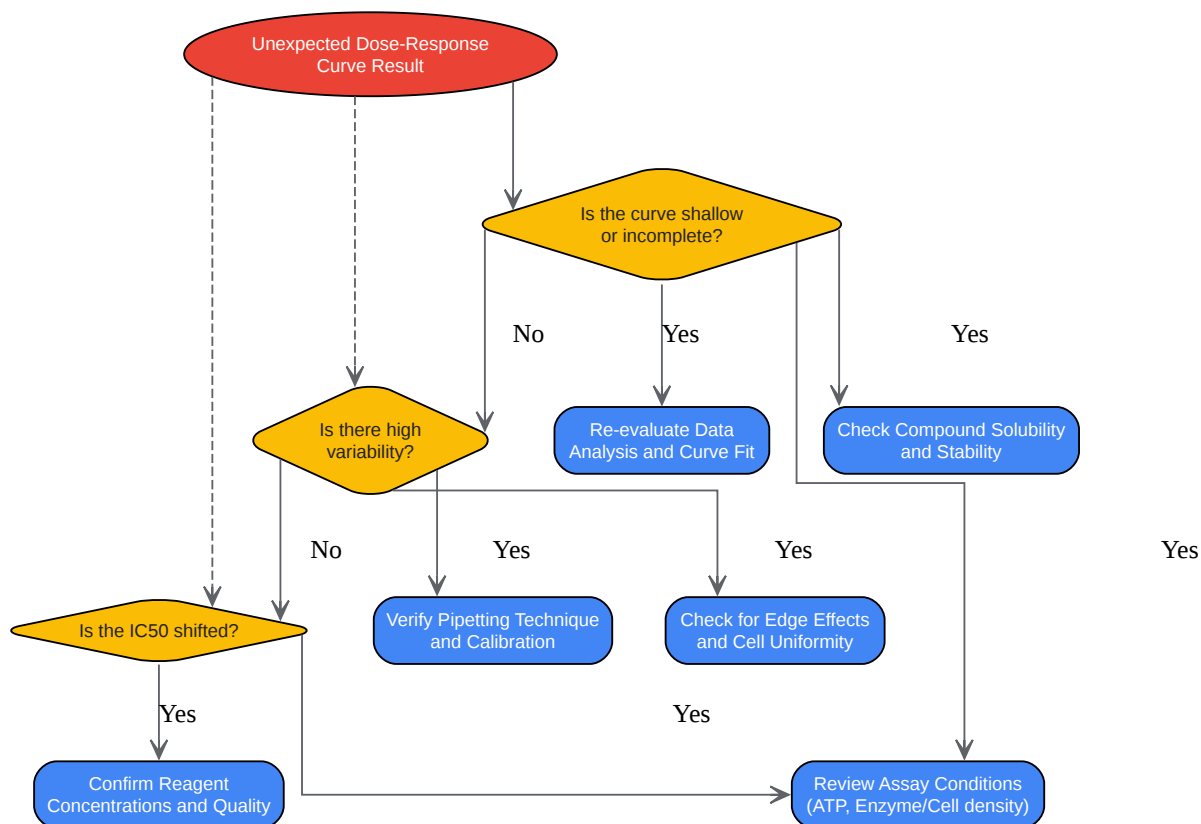 Unexpected Dose-Response
Curve Result
Is the curve shallow
or incomplete?
No
Yes
Yes
Is there high
variability?
Re-evaluate Data
Analysis and Curve Fit
Check Compound Solubility
and Stability
No
Yes
Yes
Yes
Is the IC50 shifted?
Verify Pipetting Technique
and Calibration
Check for Edge Effects
and Cell Uniformity
Yes
Yes
Confirm Reagent
Concentrations and Quality
Review Assay Conditions
(ATP, Enzyme/Cell density)